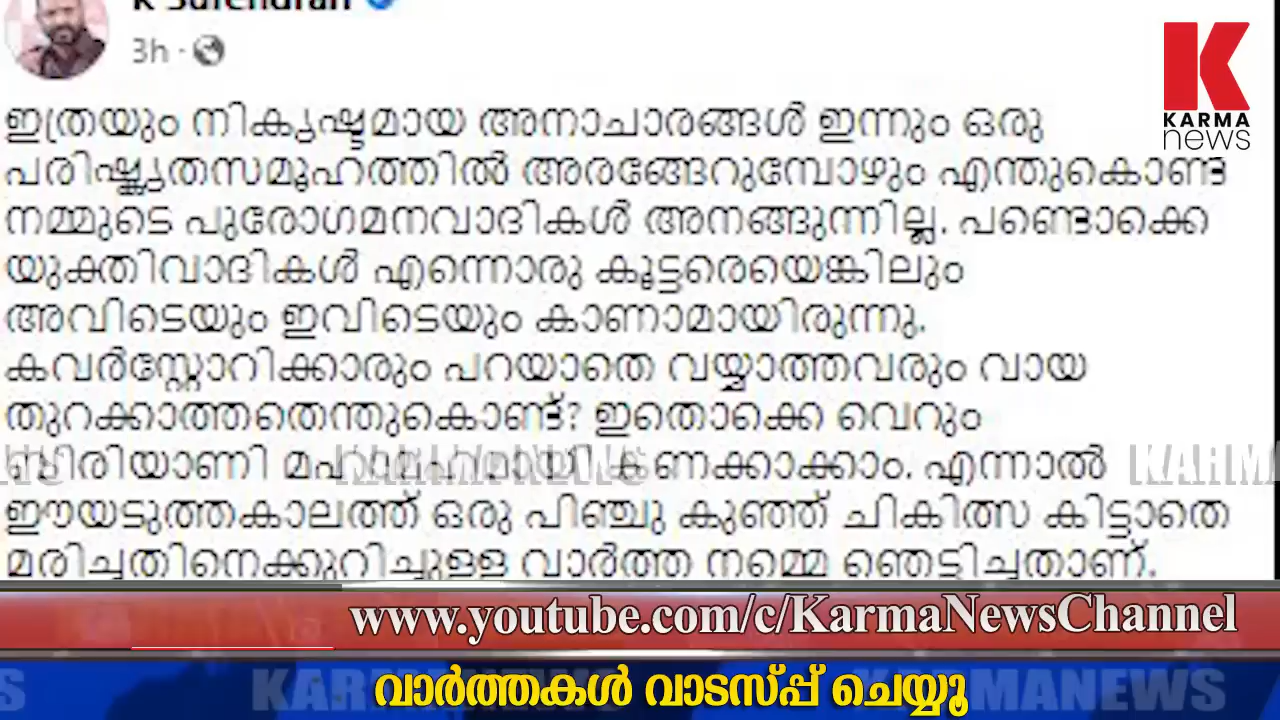 K Surendran
3h ·
KARMA
news
ഇത്രയും നികൃഷ്ടമായ അനാചാരങ്ങൾ ഇന്നും ഒരു
പരിഷ്കൃതസമൂഹത്തിൽ അരങ്ങേറുമ്പോഴും എന്തുകൊണ്ട
നമ്മുടെ പുരോഗമനവാദികൾ അനങ്ങുന്നില്ല. പണ്ടൊക്കെ
യുക്തിവാദികൾ എന്നൊരു കൂട്ടരെയെങ്കിലും
അവിടെയും ഇവിടെയും കാണാമായിരുന്നു.
കവർസ്റ്റോറിക്കാരും പറയാതെ വയ്യാത്തവരും വായ
തുറക്കാത്തതെന്തുകൊണ്ട്? ഇതൊക്കെ വെറും
കണക്കാക്കാം. എന്നാൽ
ഈയടുത്തകാലത്ത് ഒരു പിഞ്ചു കുഞ്ഞ് ചികിത്സ കിട്ടാതെ
മരിച്ചതിനെക്കുറിച്ചുള്ള വാർത്ത നമ്മെ ഞെട്ടിച്ചതാണ്.
www.youtube.com/c/KarmaNewsChannel
വാർത്തകൾ വാടസ്പ്പ് ചെയ്യൂ